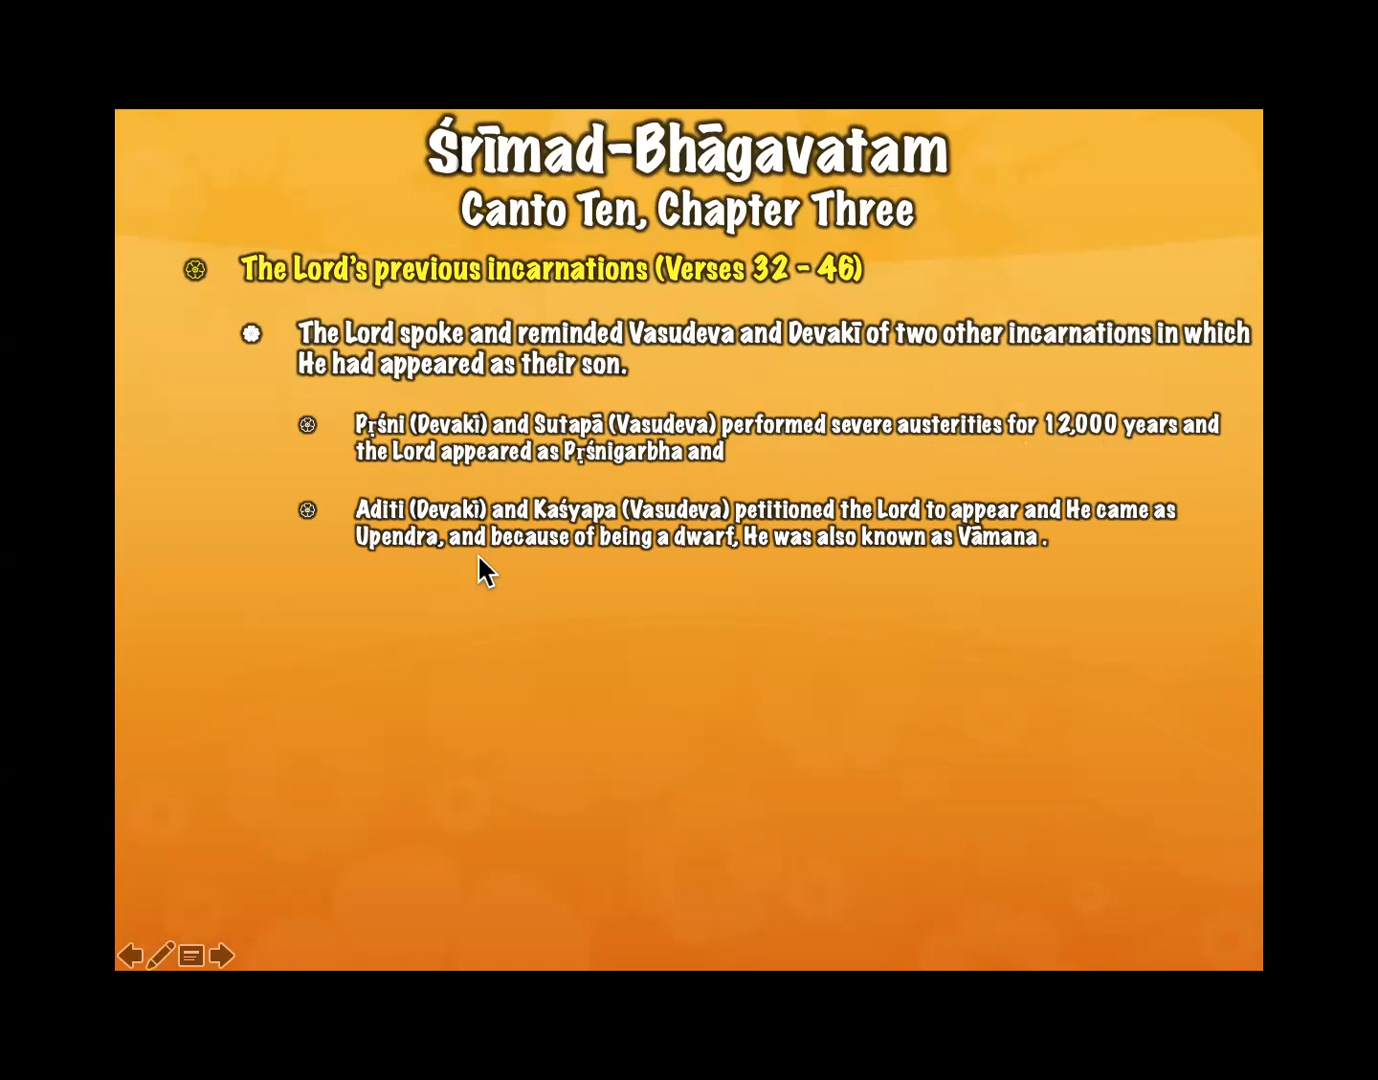 Śrīmad-Bhāgavatam
Canto Ten, Chapter Three
The Lord's previous incarnations (Verses 32 - 46)
The Lord spoke and reminded Vasudeva and Devakī of two other incarnations in which
He had appeared as their son.
Pṛśni (Devakī) and Sutapā (Vasudeva) performed severe austerities for 12,000 years and
the Lord appeared as Pṛśnigarbha and
Aditi (Devakī) and Kaśyapa (Vasudeva) petitioned the Lord to appear and He came as
Upendra, and because of being a dwarf, He was also known as Vāmana .